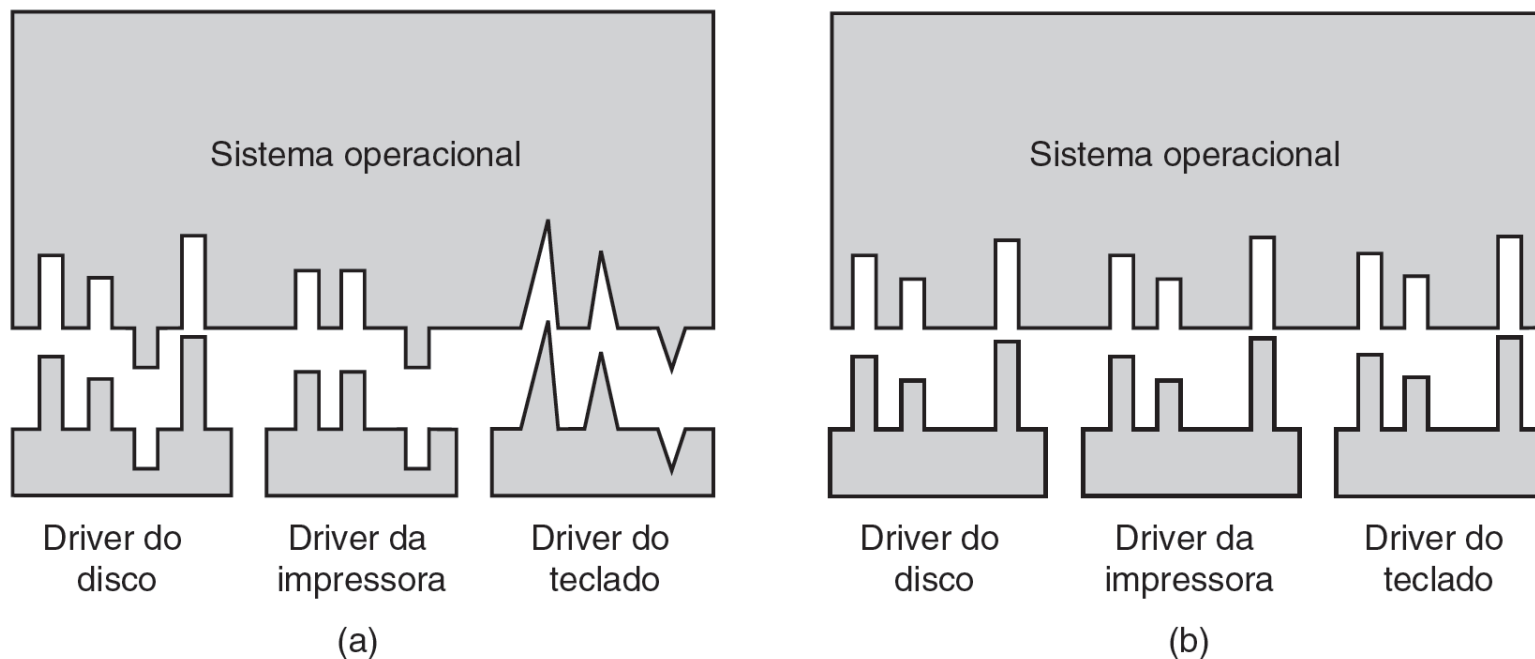 Sistema operacional
Driver do
disco
Driver da
impressora
Driver do
teclado
(a)
Sistema operacional
Driver do
disco
Driver da
impressora
Driver do
teclado
(b)